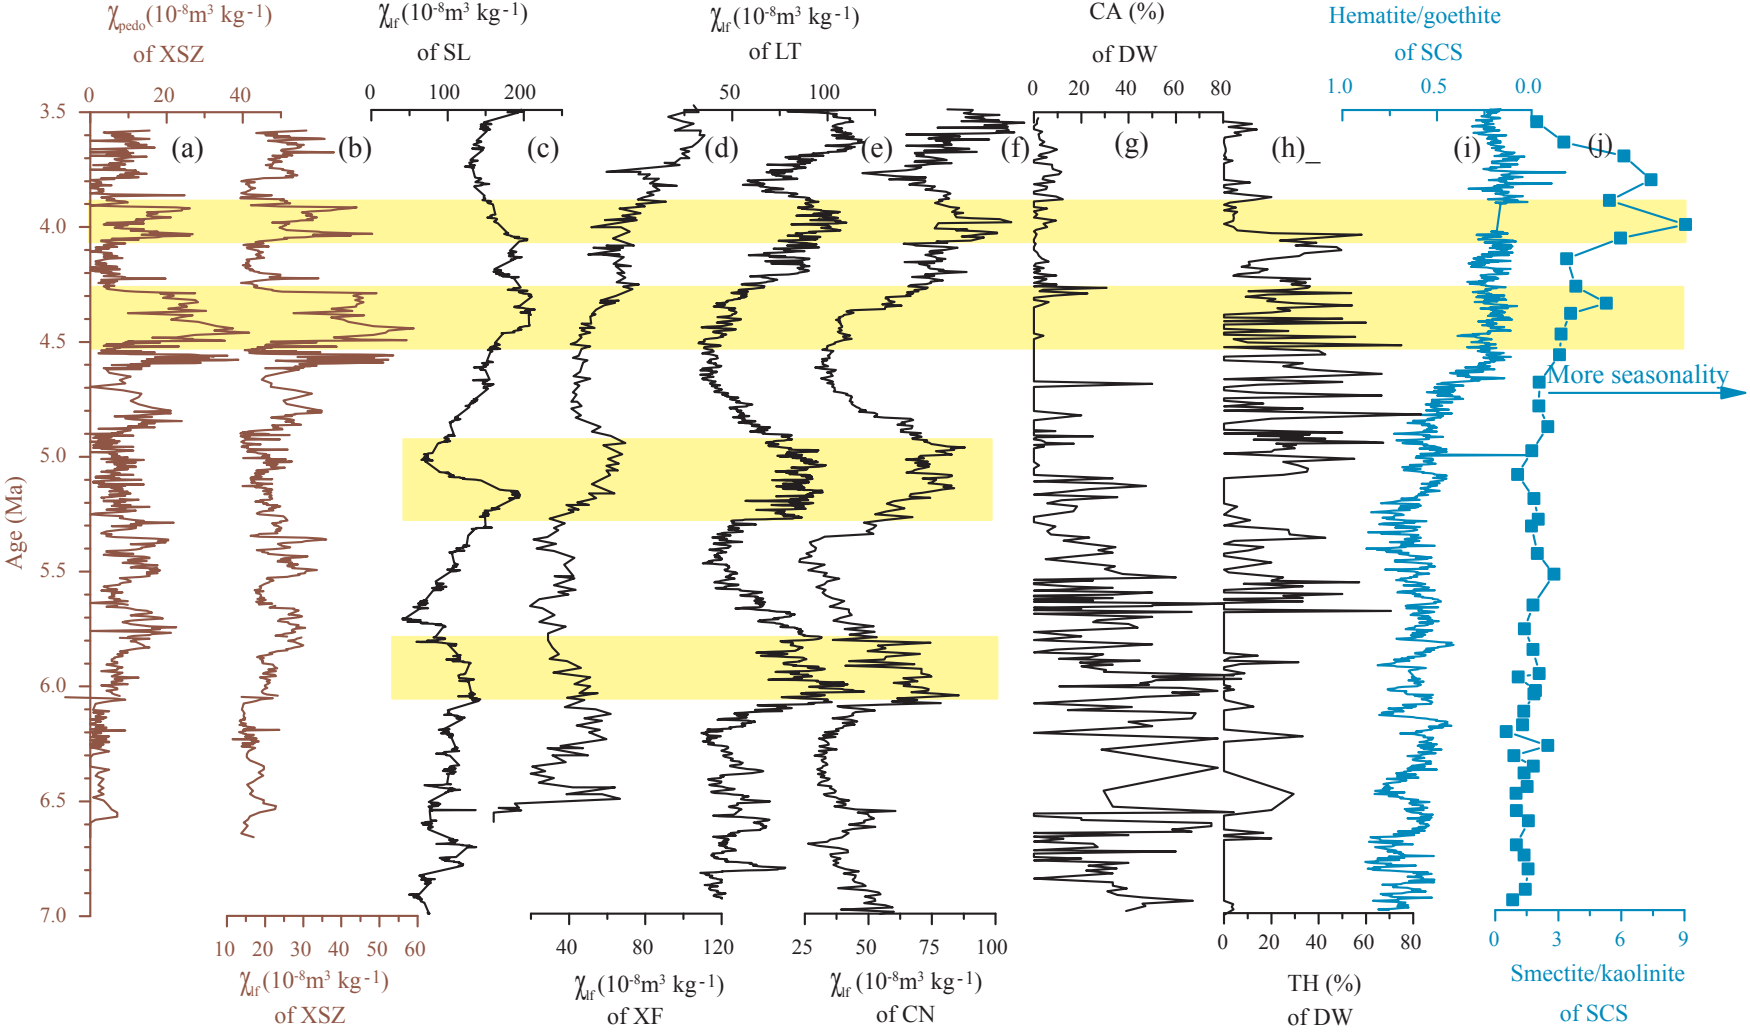 χpedo (10⁻⁸m³ kg⁻¹)
of XSZ
χlf (10⁻⁸m³ kg⁻¹)
of SL
χlf (10⁻⁸m³ kg⁻¹)
of LT
CA (%)
of DW
Hematite/goethite
of SCS
0 20 40
0 100 200
50 100
0 20 40 60 80
1.0 0.5 0.0
(a) (b) (c) (d) (e) (f) (g) (h)_ (i) (j)
Age (Ma)
3.5
4.0
4.5
5.0
5.5
6.0
6.5
7.0
More seasonality
10 20 30 40 50 60
40 80 120
25 50 75 100
0 20 40 60 80
0 3 6 9
χlf (10⁻⁸m³ kg⁻¹)
of XSZ
χlf (10⁻⁸m³ kg⁻¹)
of XF
χlf (10⁻⁸m³ kg⁻¹)
of CN
TH (%)
of DW
Smectite/kaolinite
of SCS